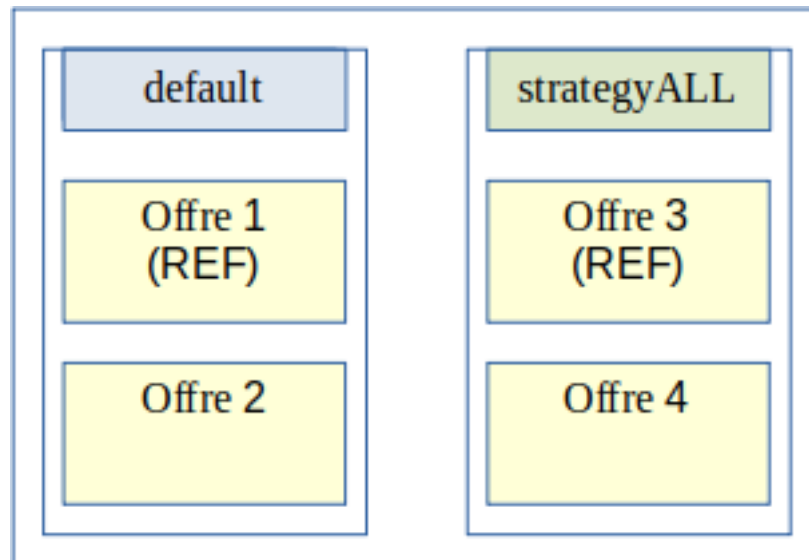 default
Offre 1
(REF)
Offre 2
strategyALL
Offre 3
(REF)
Offre 4